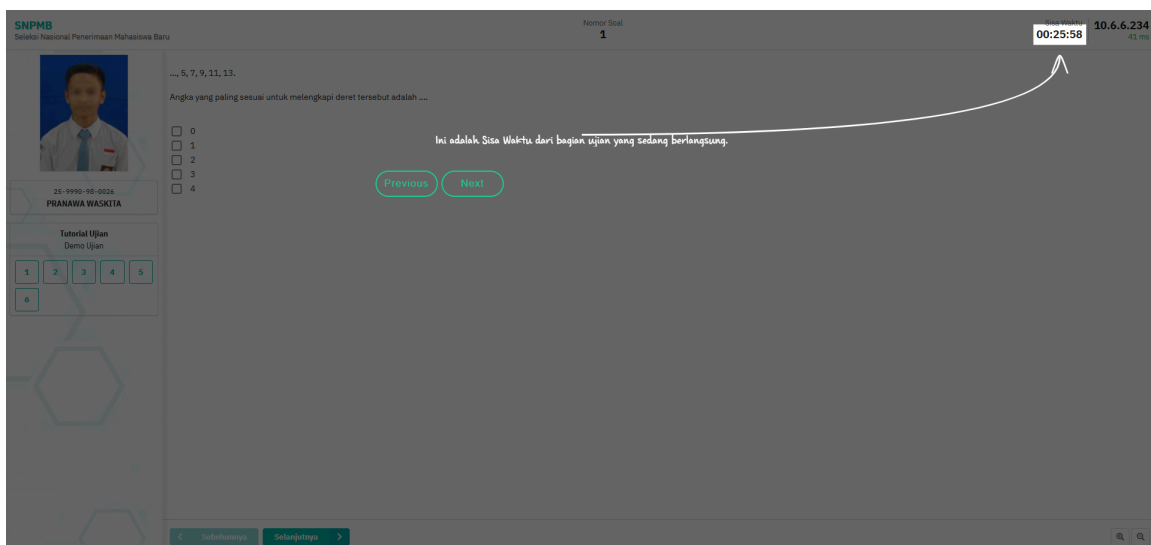 SNPMB
Seleksi Nasional Penerimaan Mahasiswa Baru
Nomor Soal
1
Sisa Waktu
00:25:58
10.6.6.234
41 ms
..., 5, 7, 9, 11, 13.
Angka yang paling sesuai untuk melengkapi deret tersebut adalah ....
0
1
2
3
4
Ini adalah Sisa Waktu dari bagian ujian yang sedang berlangsung.
Previous
Next
25-9990-98-0026
PRANAWA WASKITA
Tutorial Ujian
Demo Ujian
1 2 3 4 5
6
Sebelumnya
Selanjutnya